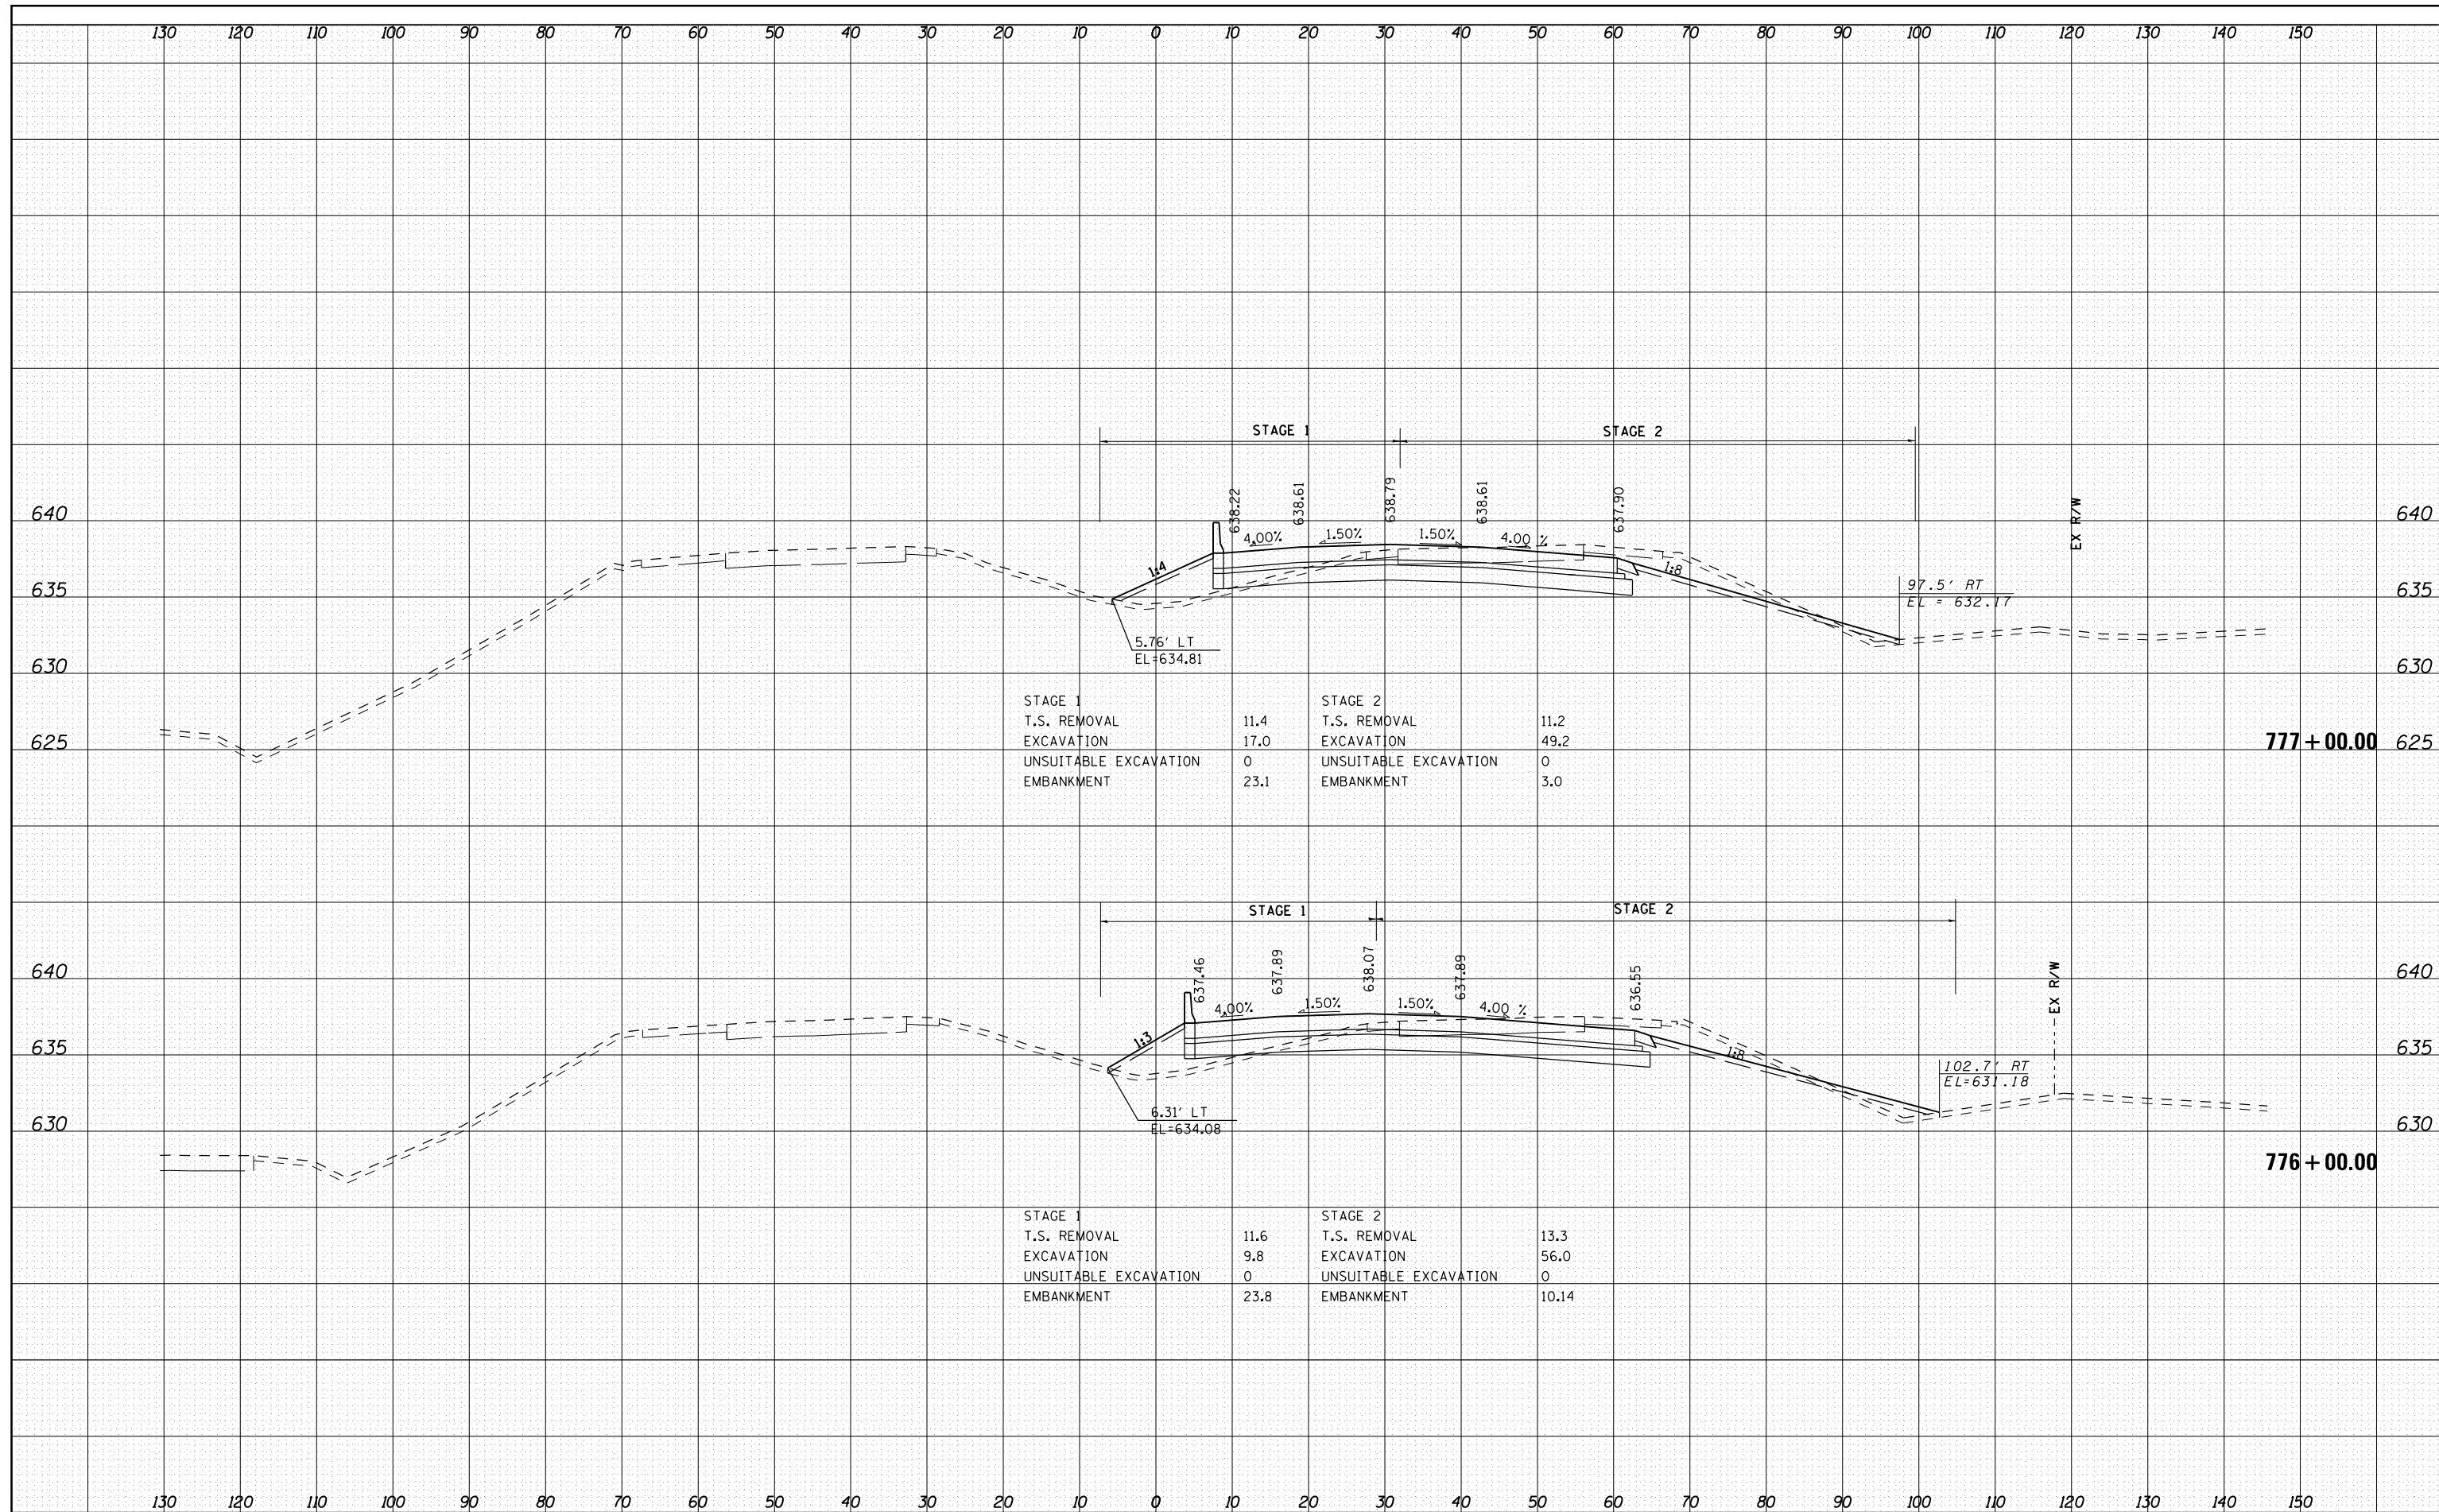 130 120 110 100 90 80 70 60 50 40 30 20 10 0 10 20 30 40 50 60 70 80 90 100 110 120 130 140 150
STAGE 1 STAGE 2
638.22 638.61 638.79 638.61 637.90
EX R/W
640 640
4.00% 1.50% 1.50% 4.00 %
1:4 1:8
635 635
97.5' RT
EL = 632.17
5.76' LT
EL=634.81
630 630
STAGE 1 STAGE 2
T.S. REMOVAL 11.4 T.S. REMOVAL 11.2
EXCAVATION 17.0 EXCAVATION 49.2
UNSUITABLE EXCAVATION 0 UNSUITABLE EXCAVATION 0
EMBANKMENT 23.1 EMBANKMENT 3.0
625 777+00.00 625
STAGE 1 STAGE 2
637.46 637.89 638.07 637.89 636.55
EX R/W
640 640
4.00% 1.50% 1.50% 4.00 %
1:3 1:8
635 635
102.7' RT
EL=631.18
6.31' LT
EL=634.08
630 630
776+00.00
STAGE 1 STAGE 2
T.S. REMOVAL 11.6 T.S. REMOVAL 13.3
EXCAVATION 9.8 EXCAVATION 56.0
UNSUITABLE EXCAVATION 0 UNSUITABLE EXCAVATION 0
EMBANKMENT 23.8 EMBANKMENT 10.14
130 120 110 100 90 80 70 60 50 40 30 20 10 0 10 20 30 40 50 60 70 80 90 100 110 120 130 140 150